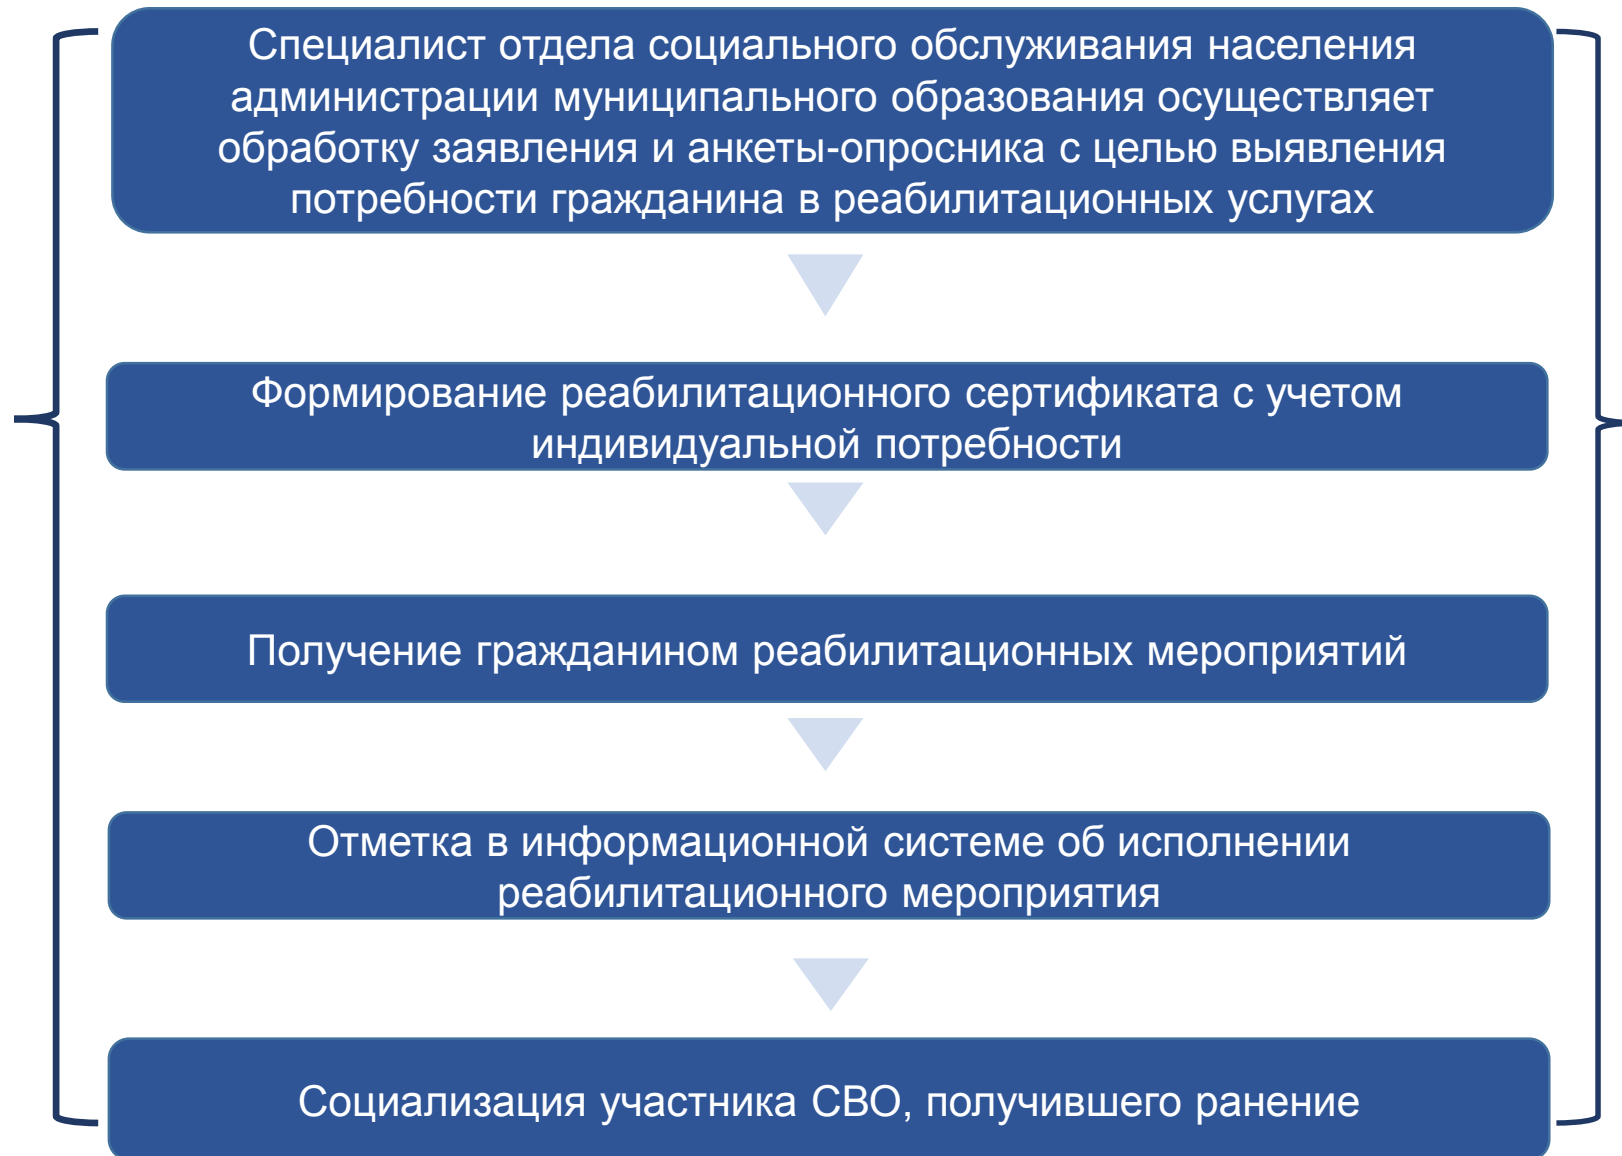 Специалист отдела социального обслуживания населения
администрации муниципального образования осуществляет
обработку заявления и анкеты-опросника с целью выявления
потребности гражданина в реабилитационных услугах
Формирование реабилитационного сертификата с учетом
индивидуальной потребности
Получение гражданином реабилитационных мероприятий
Отметка в информационной системе об исполнении
реабилитационного мероприятия
Социализация участника СВО, получившего ранение